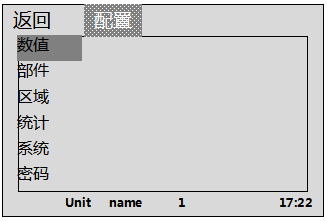 返回 配置
数值
部件
区域
统计
系统
密码
Unit name 1 17:22